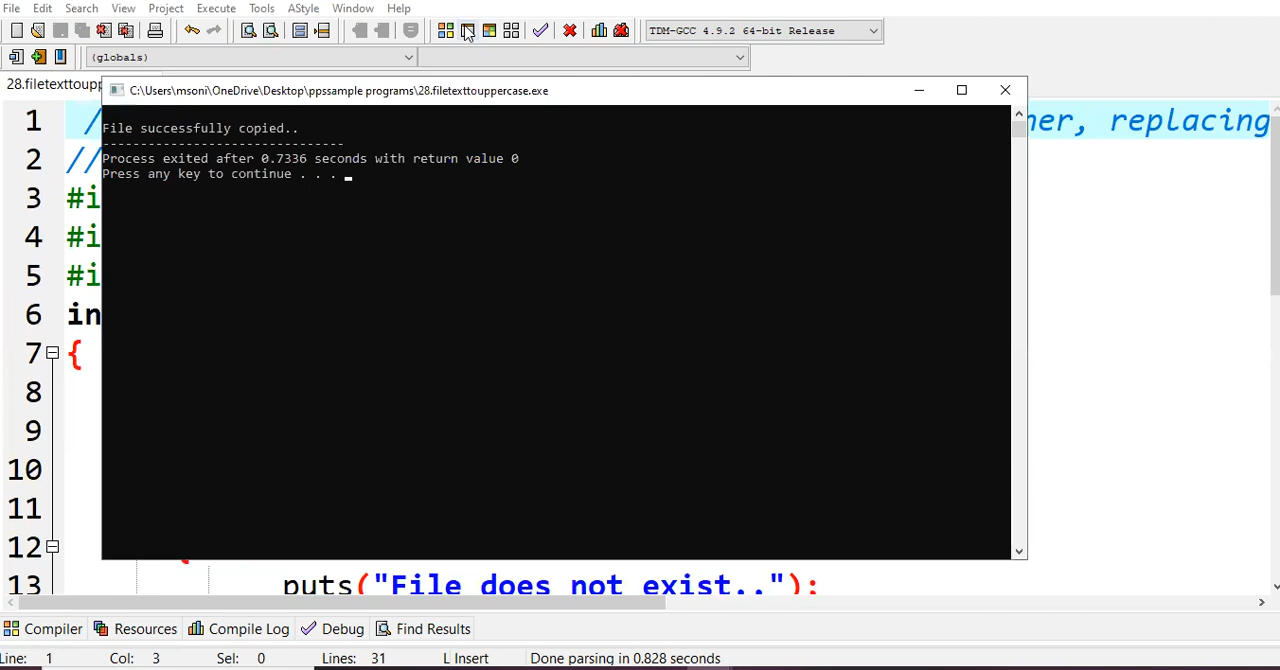 File Edit Search View Project Execute Tools AStyle Window Help
TDM-GCC 4.9.2 64-bit Release
(globals)
28.filetexttoupp
C:\Users\msoni\OneDrive\Desktop\ppssample programs\28.filetexttouppercase.exe
1 / her, replacing
File successfully copied..
--------------------------------
2 //
Process exited after 0.7336 seconds with return value 0
Press any key to continue . . .
3 #i
4 #i
5 #i
6 in
7 {
8
9
10
11
12 {
13 puts("File does not exist..");
Compiler Resources Compile Log Debug Find Results
Line: 1 Col: 3 Sel: 0 Lines: 31 Insert Done parsing in 0.828 seconds